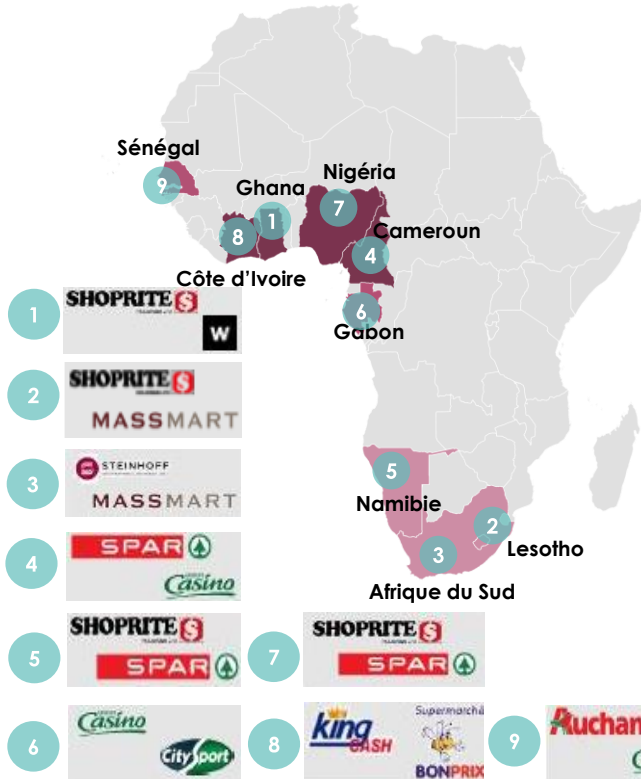 Sénégal
9
Nigéria
Ghana
7
1
8
Cameroun
4
Côte d'Ivoire
6
Gabon
1
SHOPRITE S
W
2
SHOPRITE S
MASSMART
5
Namibie
2
Lesotho
3
Afrique du Sud
3
STEINHOFF
MASSMART
4
SPAR
Casino
5
SHOPRITE S
SPAR
7
SHOPRITE S
SPAR
6
Casino
CitySport
8
king
CASH
Supermarché
BONPRIX
9
Auchan